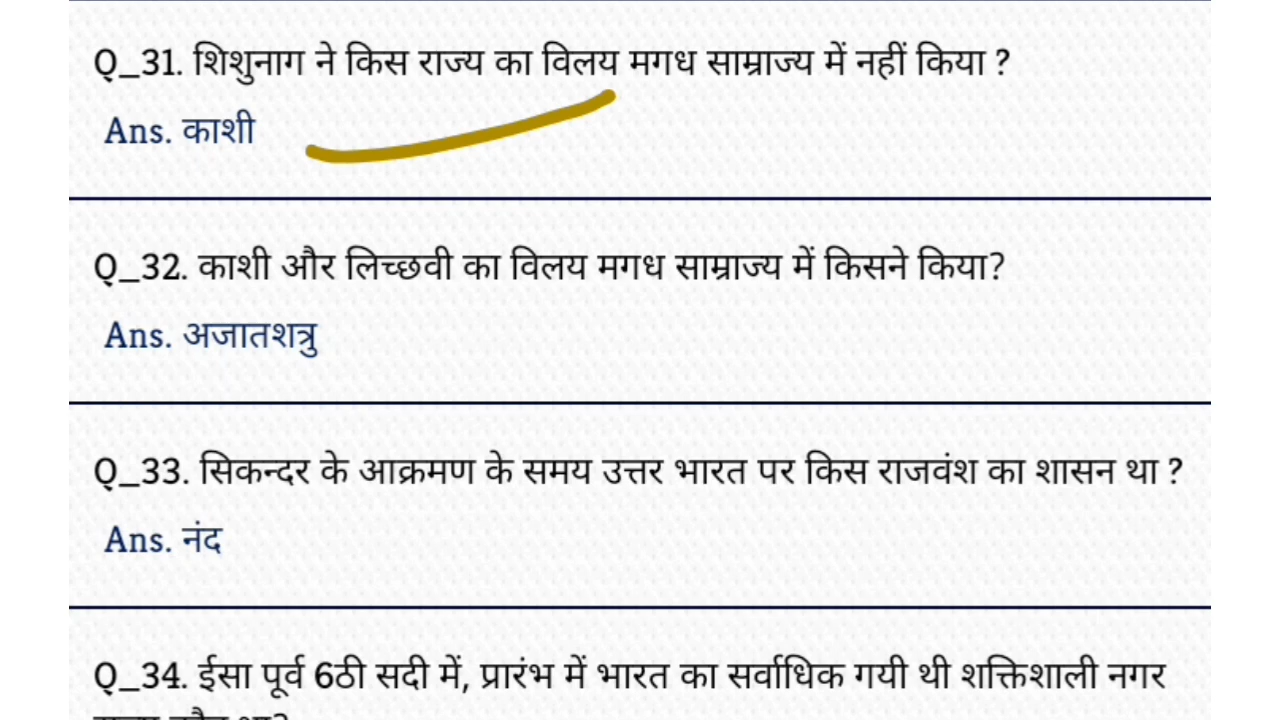 Q_31. शिशुनाग ने किस राज्य का विलय मगध साम्राज्य में नहीं किया ?
Ans. काशी
Q_32. काशी और लिच्छवी का विलय मगध साम्राज्य में किसने किया?
Ans. अजातशत्रु
Q_33. सिकन्दर के आक्रमण के समय उत्तर भारत पर किस राजवंश का शासन था ?
Ans. नंद
Q_34. ईसा पूर्व 6ठी सदी में, प्रारंभ में भारत का सर्वाधिक गयी थी शक्तिशाली नगर